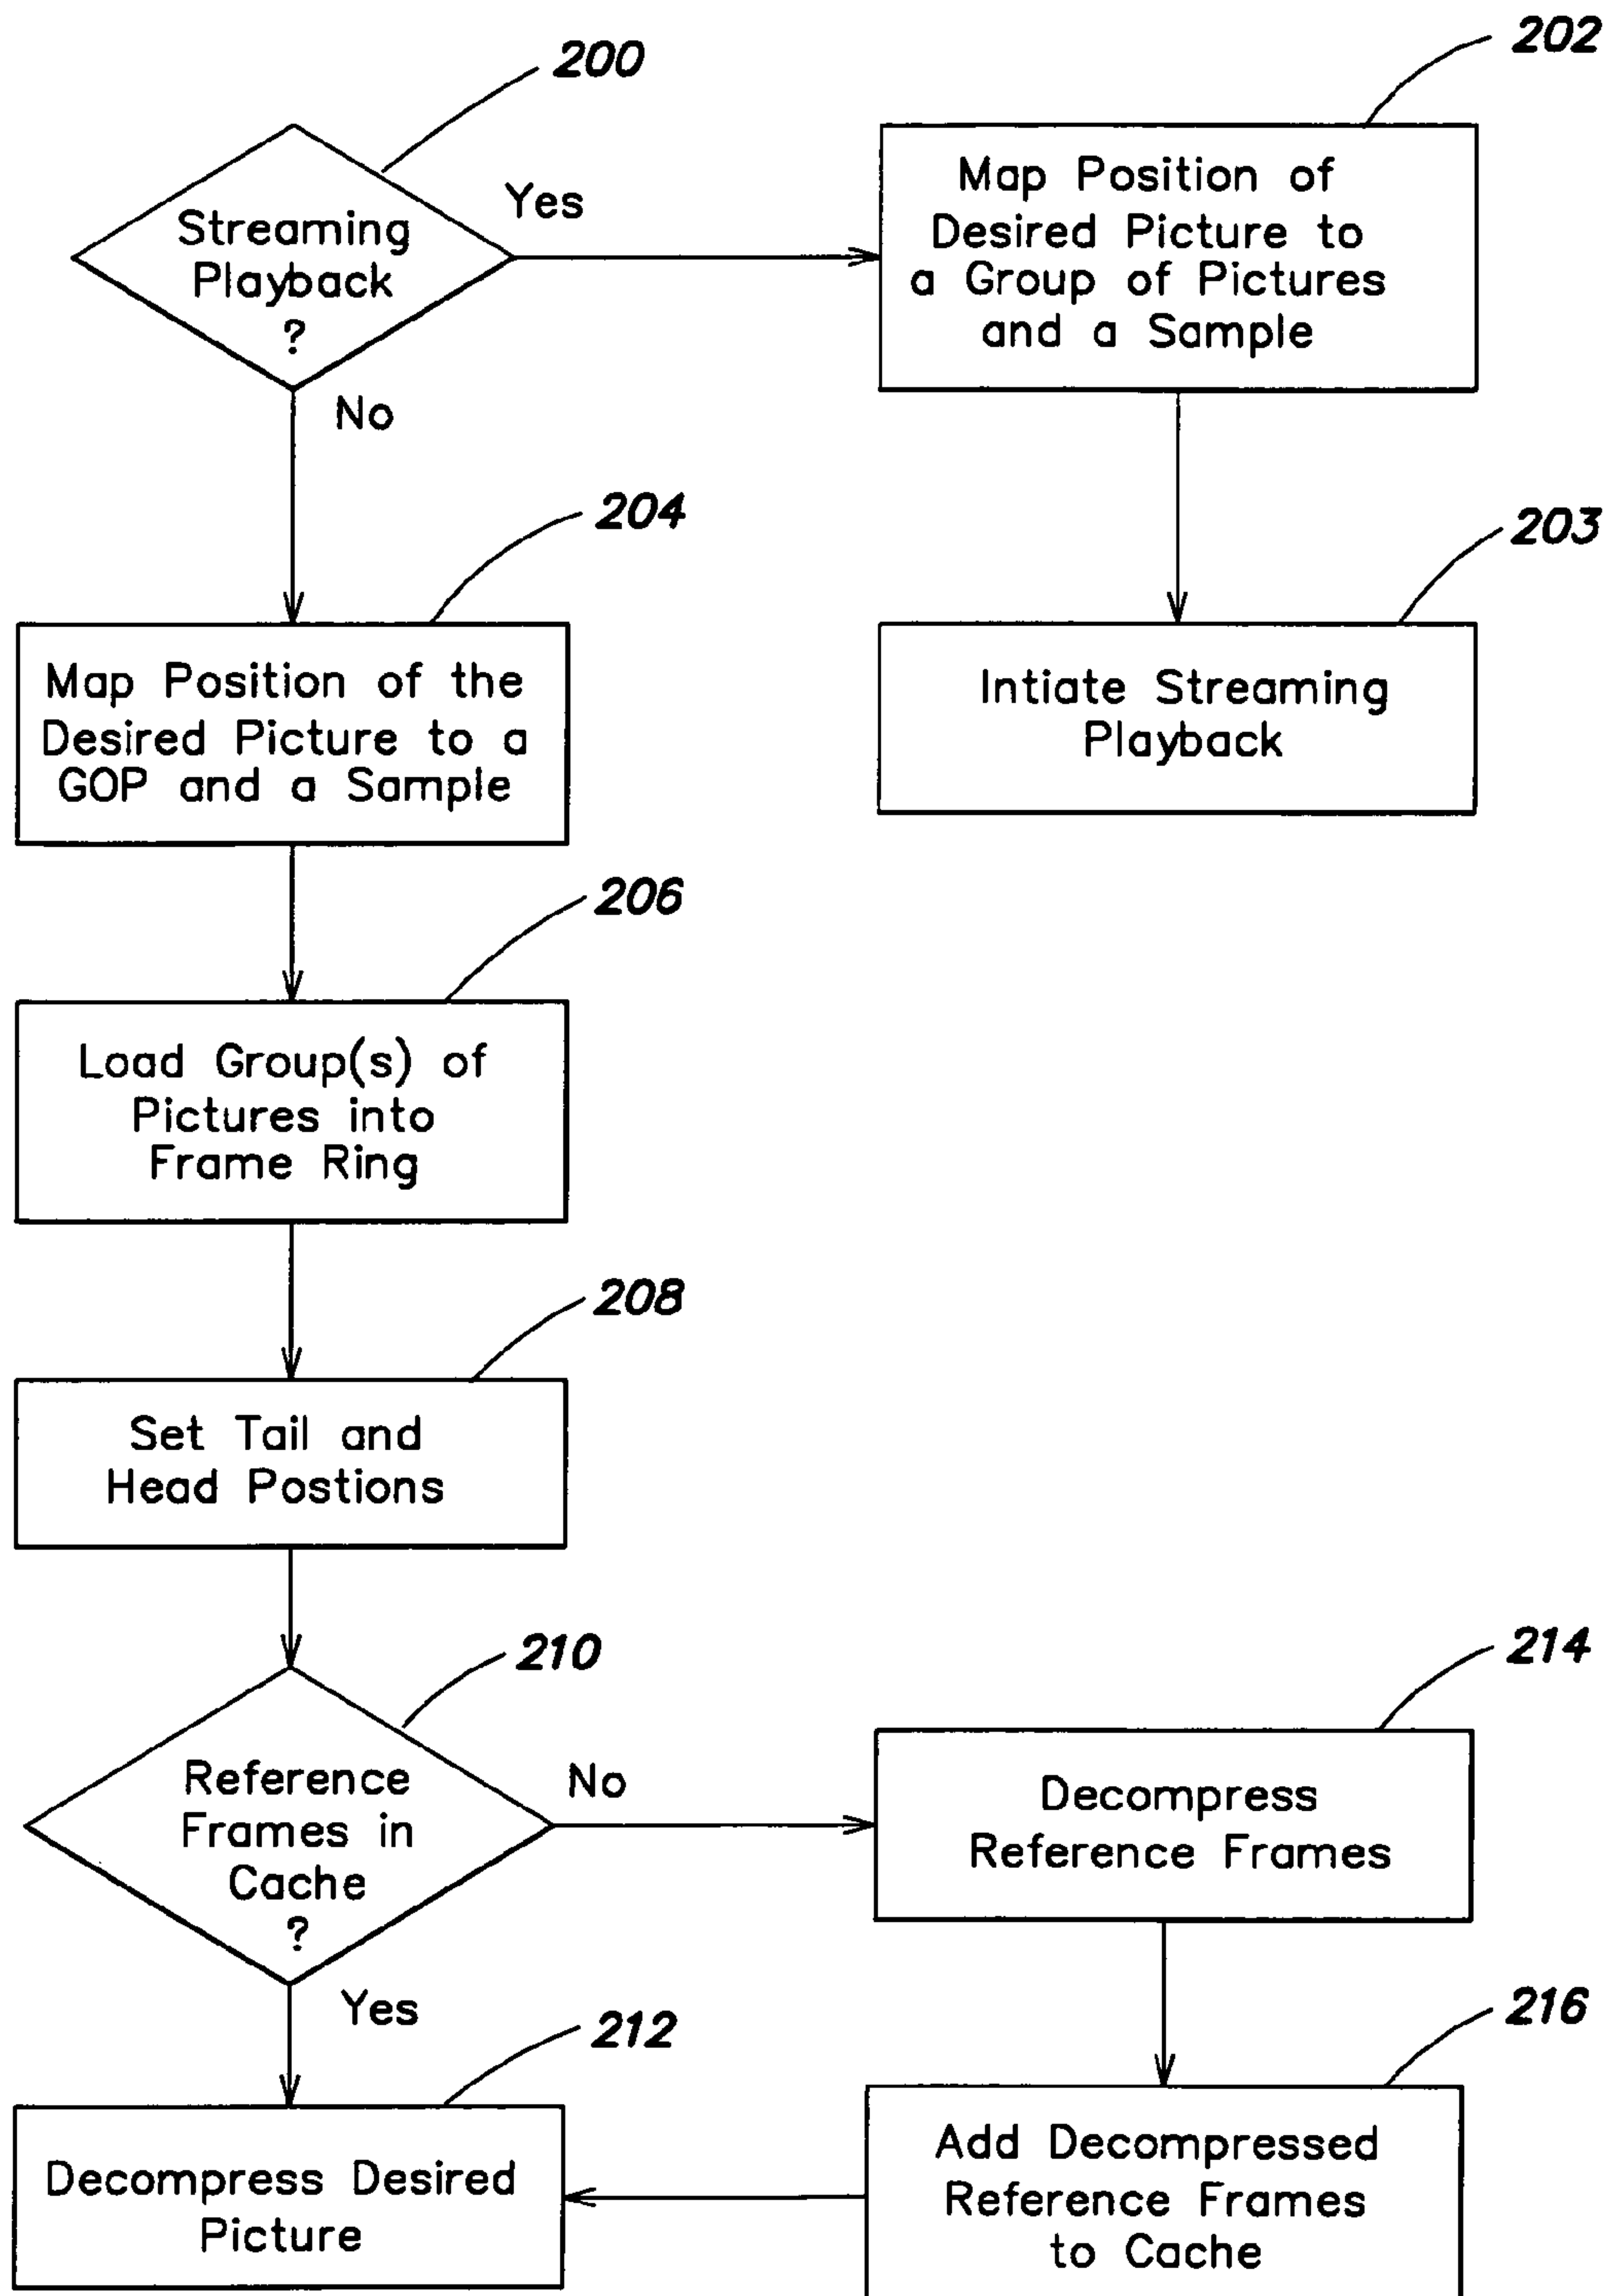 200
Streaming
Playback
?
Yes
No
202
Map Position of
Desired Picture to
a Group of Pictures
and a Sample
203
Intiate Streaming
Playback
204
Map Position of the
Desired Picture to a
GOP and a Sample
206
Load Group(s) of
Pictures into
Frame Ring
208
Set Tail and
Head Postions
210
Reference
Frames in
Cache
?
No
Yes
214
Decompress
Reference Frames
216
Add Decompressed
Reference Frames
to Cache
212
Decompress Desired
Picture